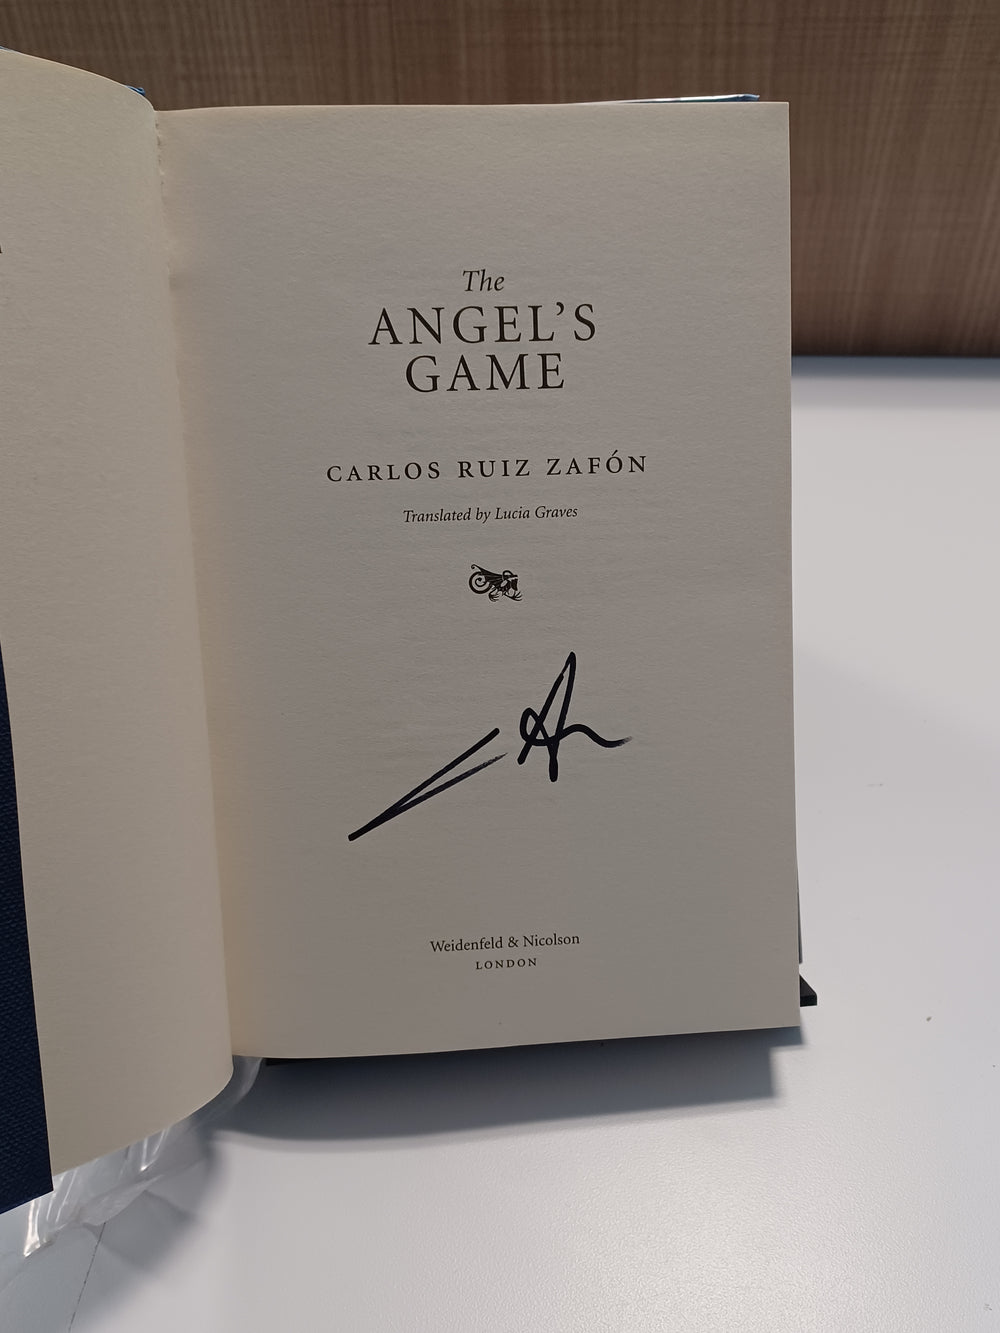 The
ANGEL'S
GAME
CARLOS RUIZ ZAFÓN
Translated by Lucia Graves
Weidenfeld & Nicolson
LONDON